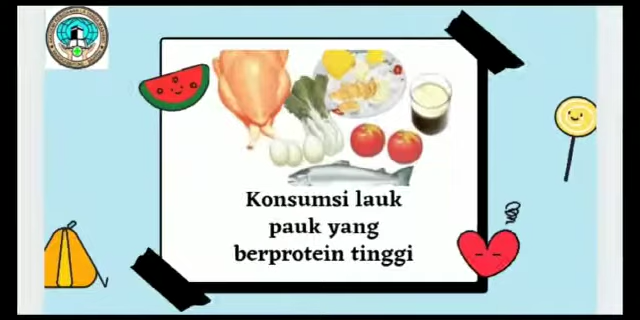 Konsumsi lauk
pauk yang
berprotein tinggi